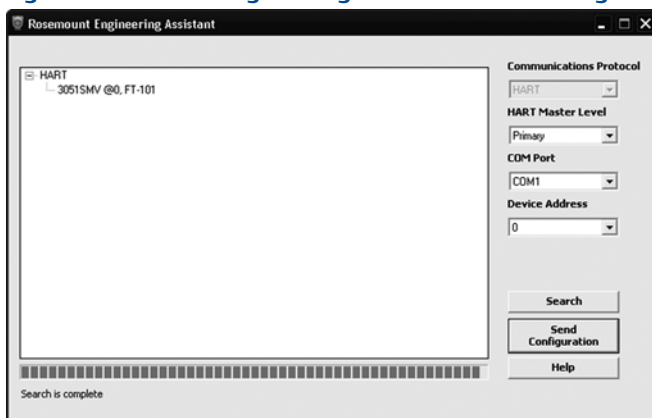 Rosemount Engineering Assistant
HART
3051SMV @0, FT-101
Communications Protocol
HART
HART Master Level
Primary
COM Port
COM1
Device Address
0
Search
Send
Configuration
Help
Search is complete